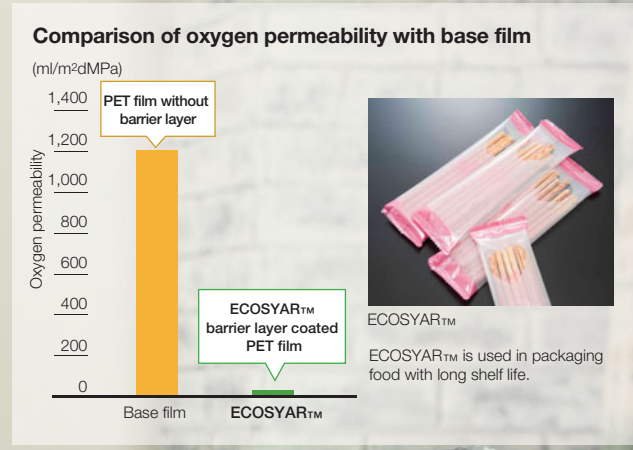 Comparison of oxygen permeability with base film
(ml/m²dMPa)
1,400
1,200
1,000
800
600
400
200
0
Oxygen permeability
PET film without
barrier layer
ECOSYAR™
barrier layer coated
PET film
Base film
ECOSYAR™
ECOSYAR™
ECOSYAR™ is used in packaging
food with long shelf life.